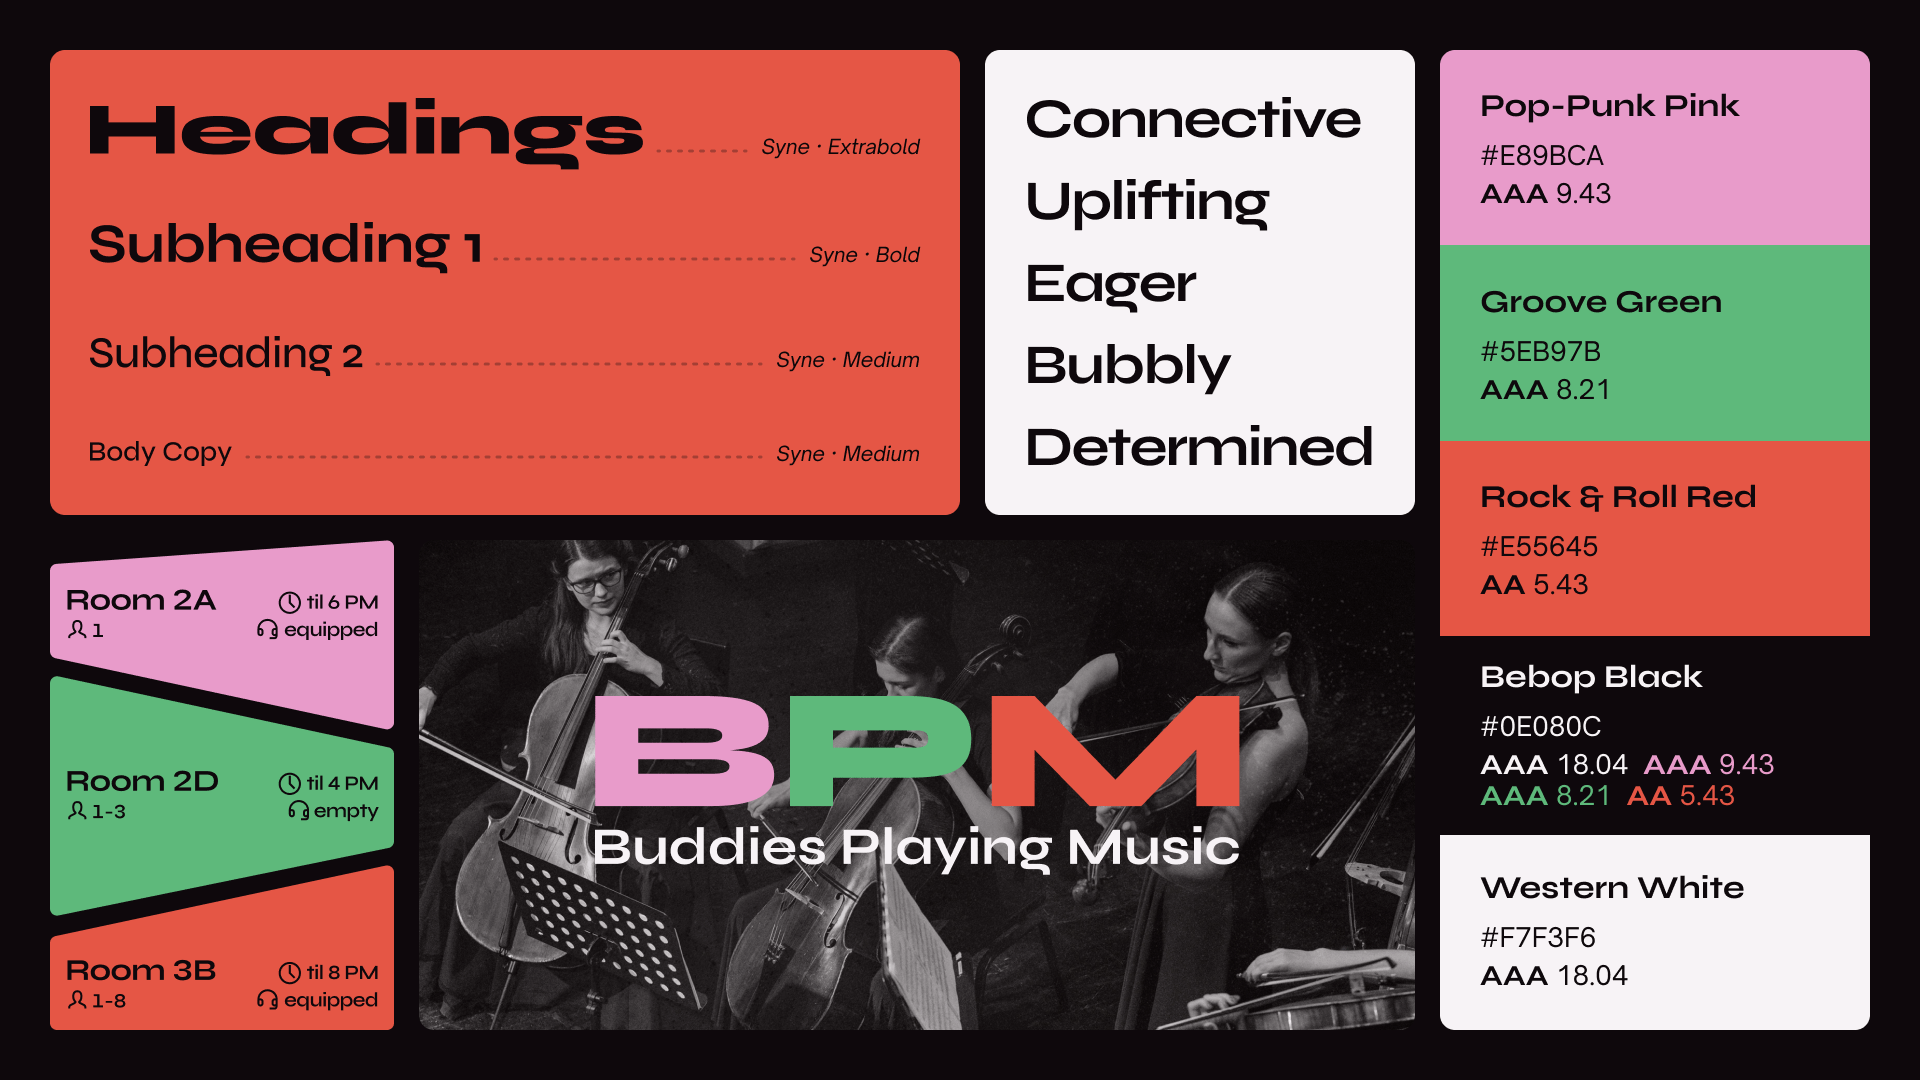 Headings
Syne · Extrabold
Subheading 1
Syne · Bold
Subheading 2
Syne · Medium
Body Copy
Syne · Medium
Connective
Uplifting
Eager
Bubbly
Determined
Pop-Punk Pink
#E89BCA
AAA 9.43
Groove Green
#5EB97B
AAA 8.21
Rock & Roll Red
#E55645
AA 5.43
Bebop Black
#0E080C
AAA 18.04 AAA 9.43
AAA 8.21 AA 5.43
Western White
#F7F3F6
AAA 18.04
Room 2A
til 6 PM
1
equipped
Room 2D
til 4 PM
1-3
empty
Room 3B
til 8 PM
1-8
equipped
BPM
Buddies Playing Music